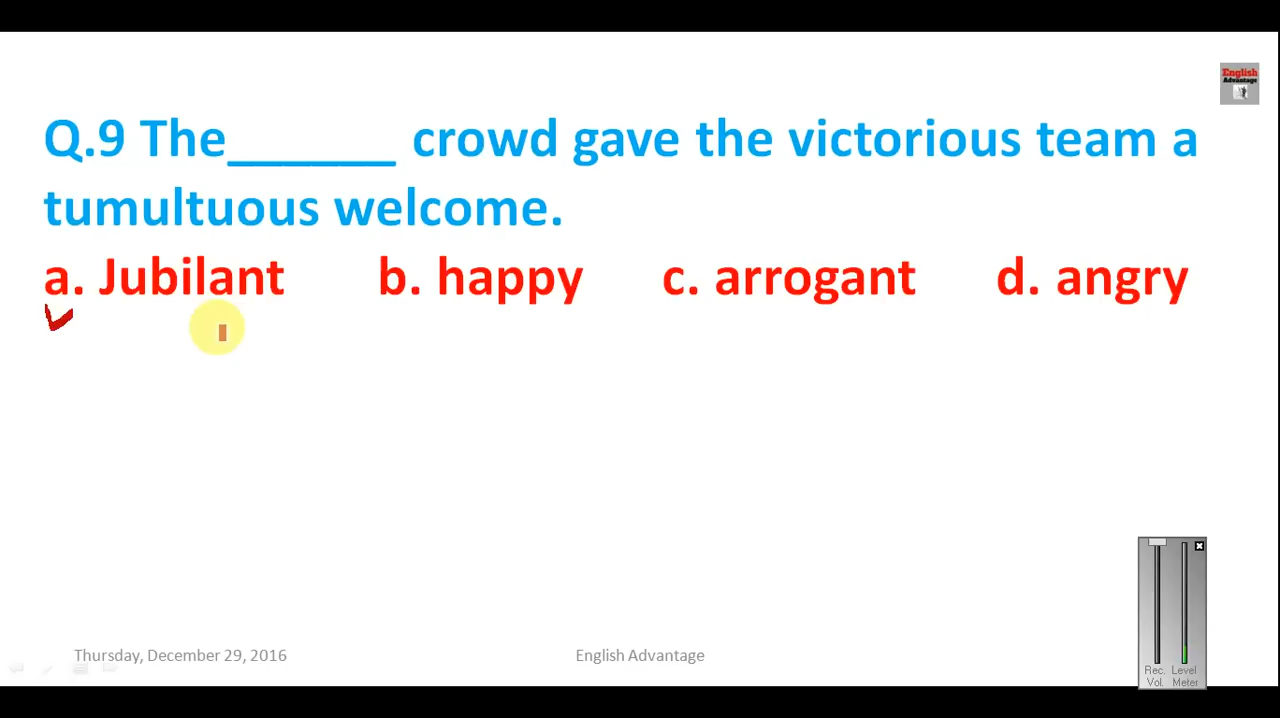 English
Advantage
Q.9 The______ crowd gave the victorious team a
tumultuous welcome.
a. Jubilant b. happy c. arrogant d. angry
Thursday, December 29, 2016 English Advantage
Rec. Level
Vol. Meter